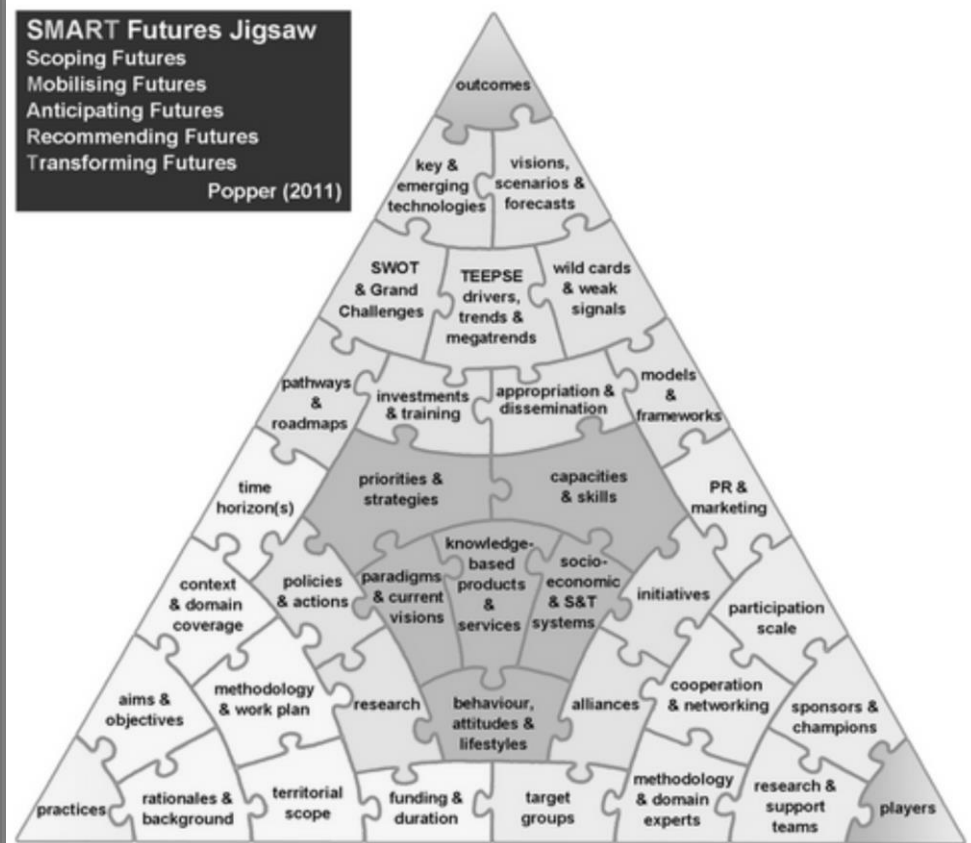 SMART Futures Jigsaw
Scoping Futures
Mobilising Futures
Anticipating Futures
Recommending Futures
Transforming Futures
Popper (2011)
outcomes
key &
emerging
technologies
visions,
scenarios &
forecasts
SWOT
& Grand
Challenges
TEEPSE
drivers,
trends &
megatrends
wild cards
& weak
signals
pathways
&
roadmaps
investments
& training
appropriation &
dissemination
models
&
frameworks
time
horizon(s)
priorities &
strategies
capacities
& skills
PR &
marketing
context
& domain
coverage
policies
& actions
paradigms
& current
visions
knowledge-
based
products
&
services
socio-
economic
& S&T
systems
initiatives
participation
scale
aims &
objectives
methodology
& work plan
research
behaviour,
attitudes &
lifestyles
alliances
cooperation
& networking
sponsors &
champions
practices
rationales &
background
territorial
scope
funding &
duration
target
groups
methodology
& domain
experts
research &
support
teams
players